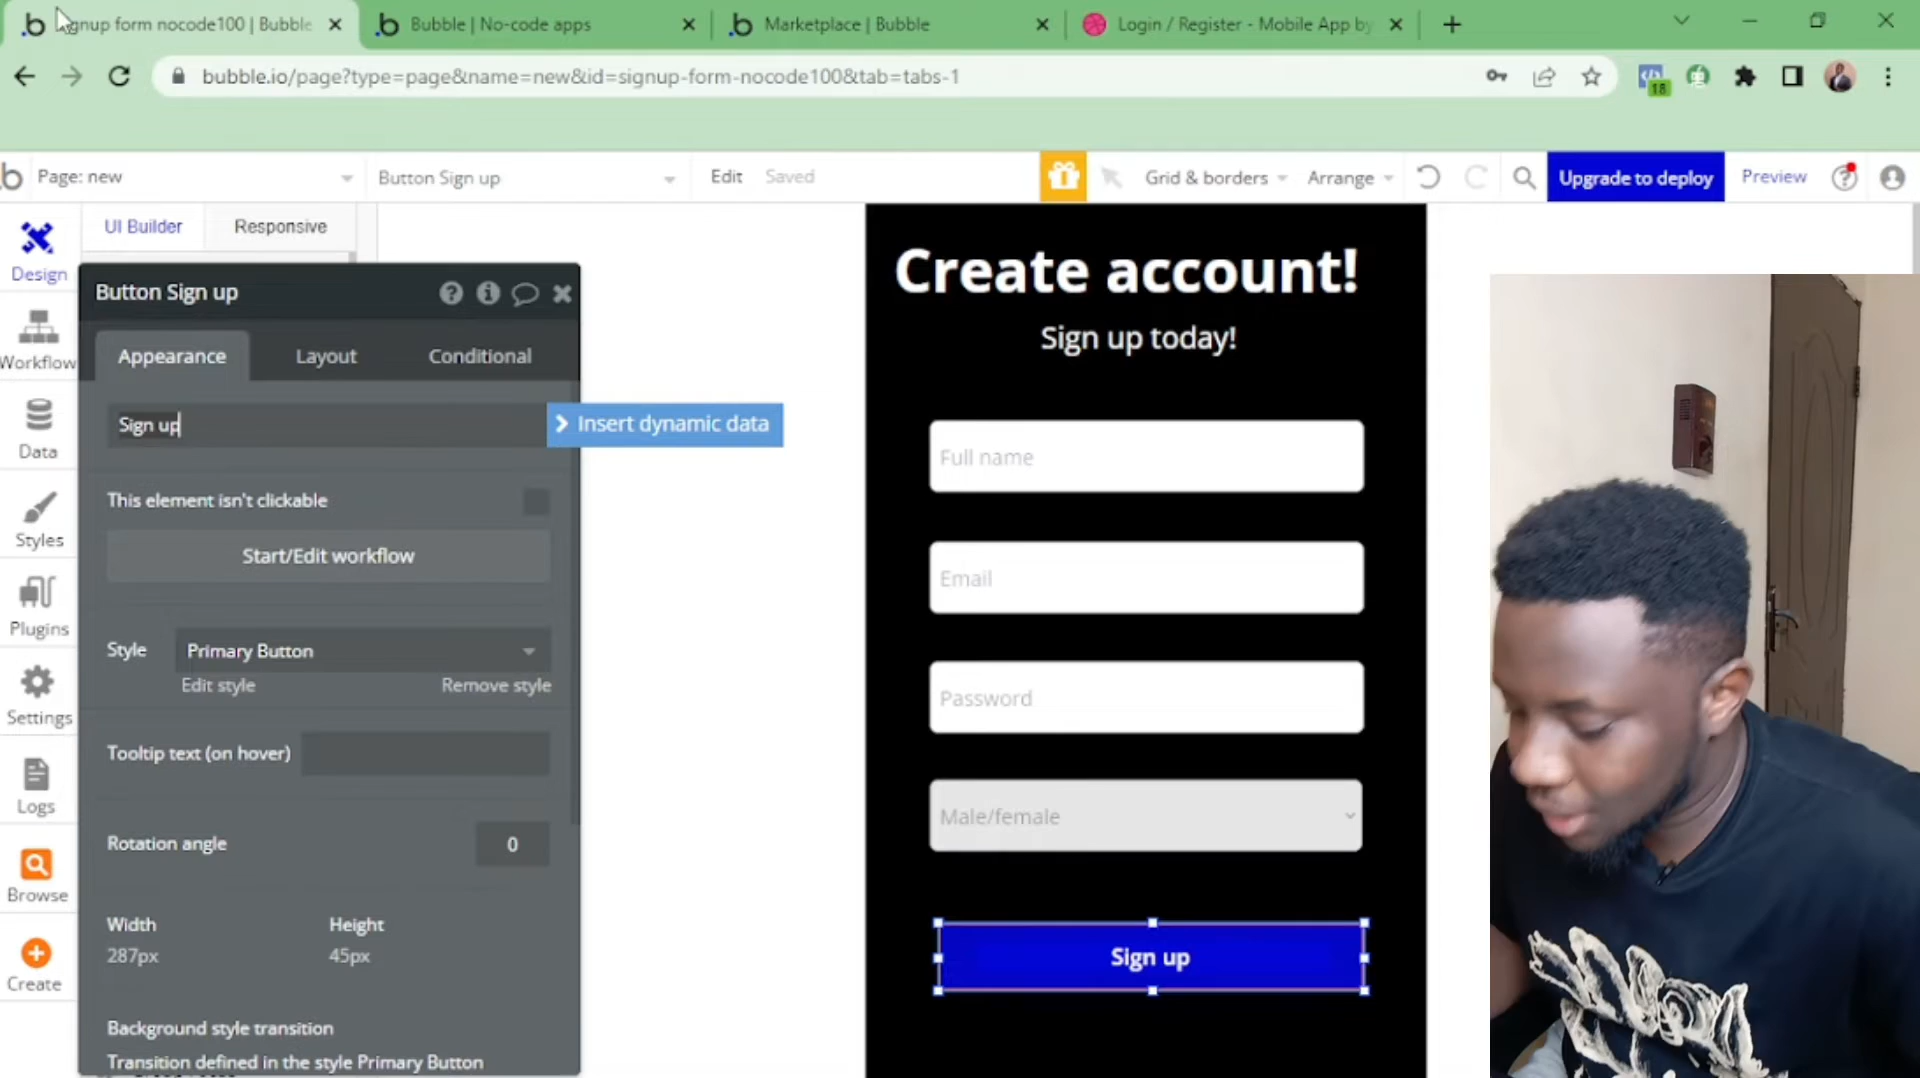 ignup form nocode100 | Bubble
Bubble | No-code apps
Marketplace | Bubble
Login / Register - Mobile App by
bubble.io/page?type=page&name=new&id=signup-form-nocode100&tab=tabs-1
18
Page: new
Button Sign up
Edit
Saved
Grid & borders
Arrange
Upgrade to deploy
Preview
UI Builder
Responsive
Design
Workflow
Data
Styles
Plugins
Settings
Logs
Browse
Create
Button Sign up
Appearance
Layout
Conditional
Sign up
Insert dynamic data
This element isn't clickable
Start/Edit workflow
Style
Primary Button
Edit style
Remove style
Tooltip text (on hover)
Rotation angle
0
Width
Height
287px
45px
Background style transition
Transition defined in the style Primary Button
Create account!
Sign up today!
Full name
Email
Password
Male/female
Sign up